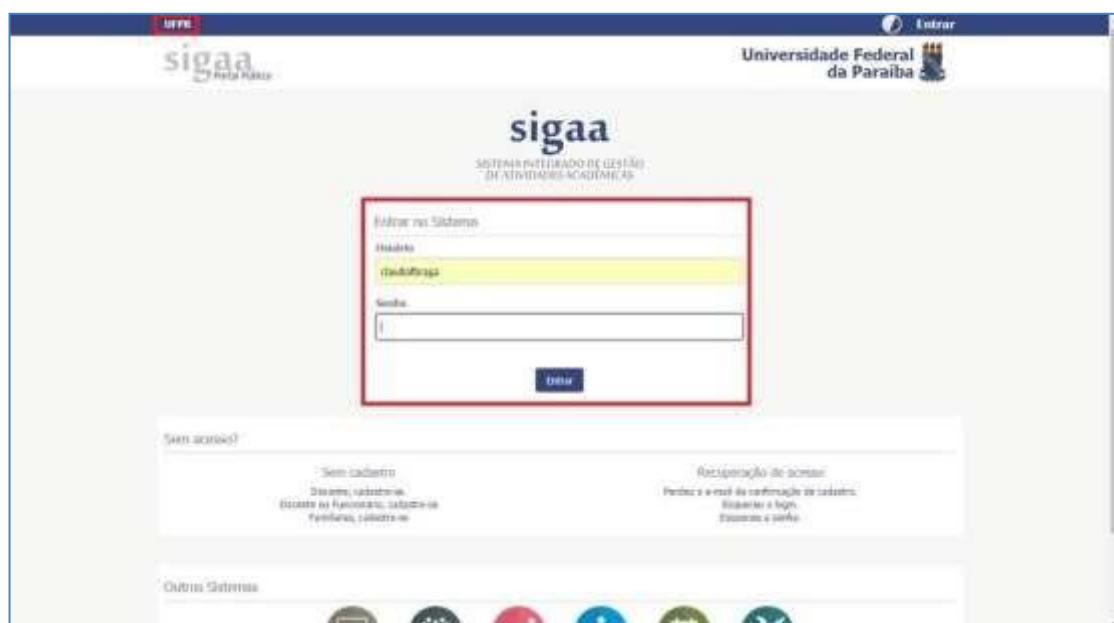 UFPB
Entrar
sigaa
Portal Público
Universidade Federal
da Paraíba
sigaa
SISTEMA INTEGRADO DE GESTÃO
DE ATIVIDADES ACADÊMICAS
Entrar no Sistema
Usuário
Senha
Entrar
Sem acesso?
Sem cadastro
Recuperação de acesso
Discente, cadastre-se.
Perdeu o e-mail de confirmação de cadastro.
Docente ou Funcionário, cadastre-se
Esqueceu o login.
Familiares, cadastre-se
Esqueceu a senha.
Outros Sistemas